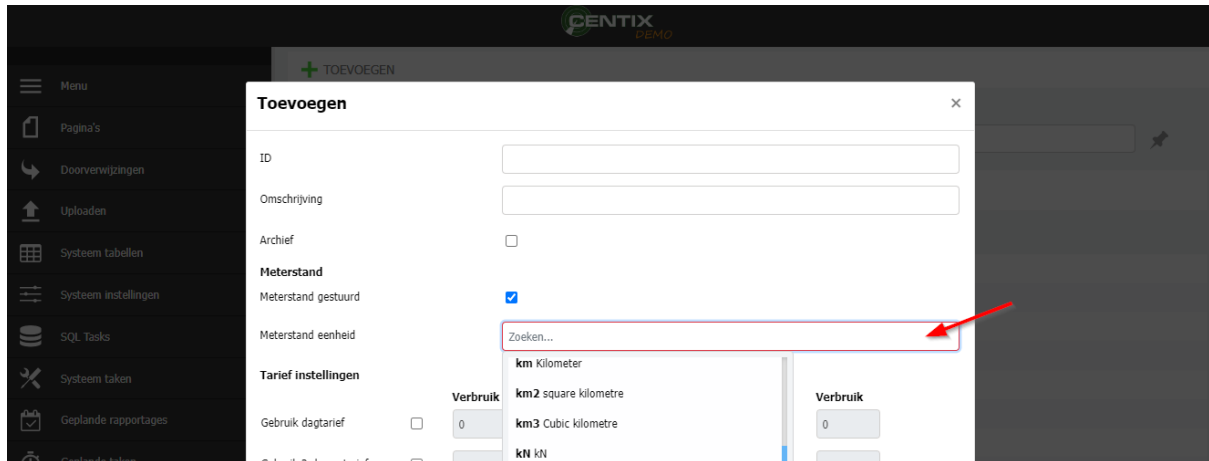 CENTIX
DEMO
TOEVOEGEN
Menu
Pagina's
Doorverwijzingen
Uploaden
Systeem tabellen
Systeem instellingen
SQL Tasks
Systeem taken
Geplande rapportages
Geplande taken
Toevoegen ×
ID
Omschrijving
Archief
Meterstand
Meterstand gestuurd
Meterstand eenheid Zoeken...
km Kilometer
km2 square kilometre
km3 Cubic kilometre
kN kN
Tarief instellingen
Verbruik Verbruik
Gebruik dagtarief 0 0